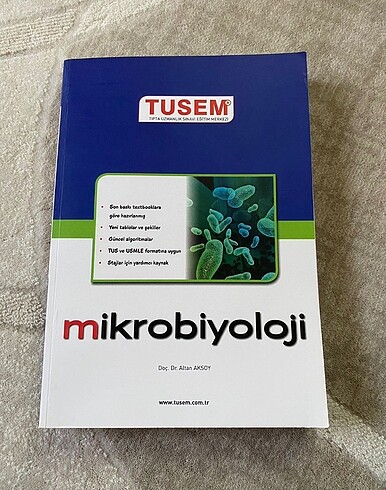 TUSEM®
TIPTA UZMANLIK SINAVI EĞİTİM MERKEZİ
• Son baskı textbooklara
göre hazırlanmış
• Yeni tablolar ve şekiller
• Güncel algoritmalar
• TUS ve USMLE formatına uygun
• Stajlar için yardımcı kaynak
mikrobiyoloji
Doç. Dr. Altan AKSOY
www.tusem.com.tr